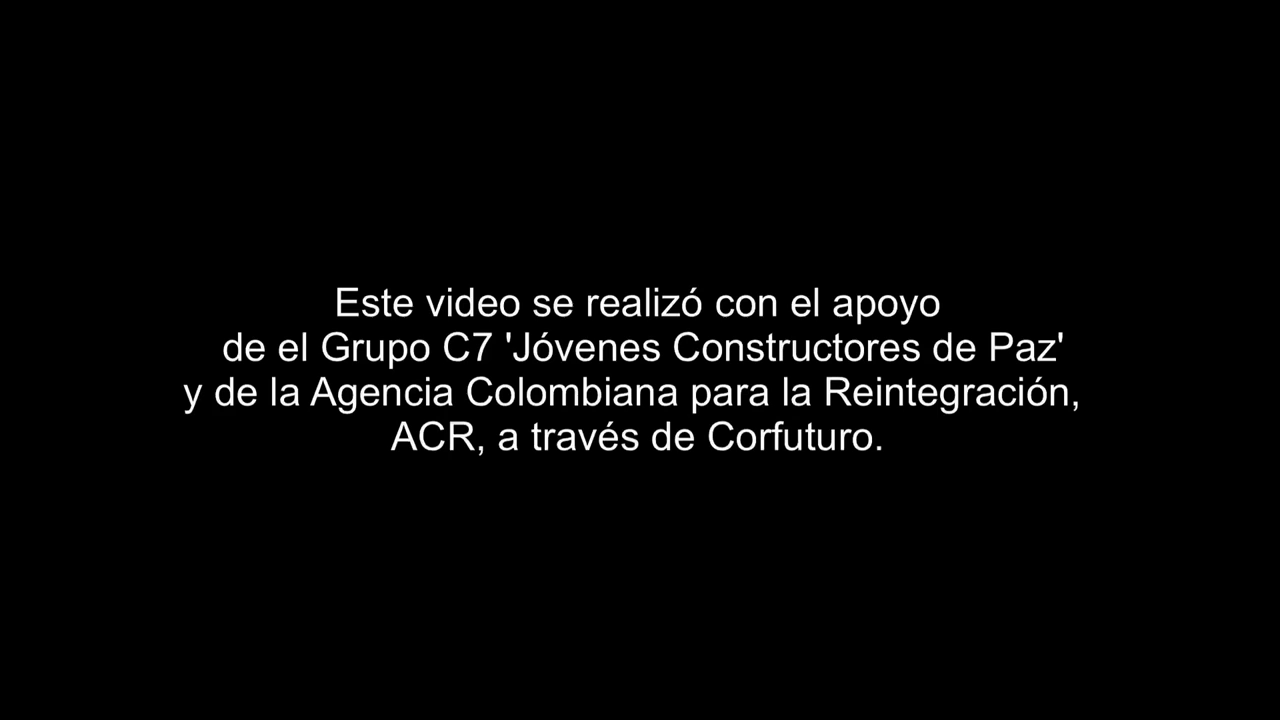 Este video se realizó con el apoyo
de el Grupo C7 'Jóvenes Constructores de Paz'
y de la Agencia Colombiana para la Reintegración,
ACR, a través de Corfuturo.